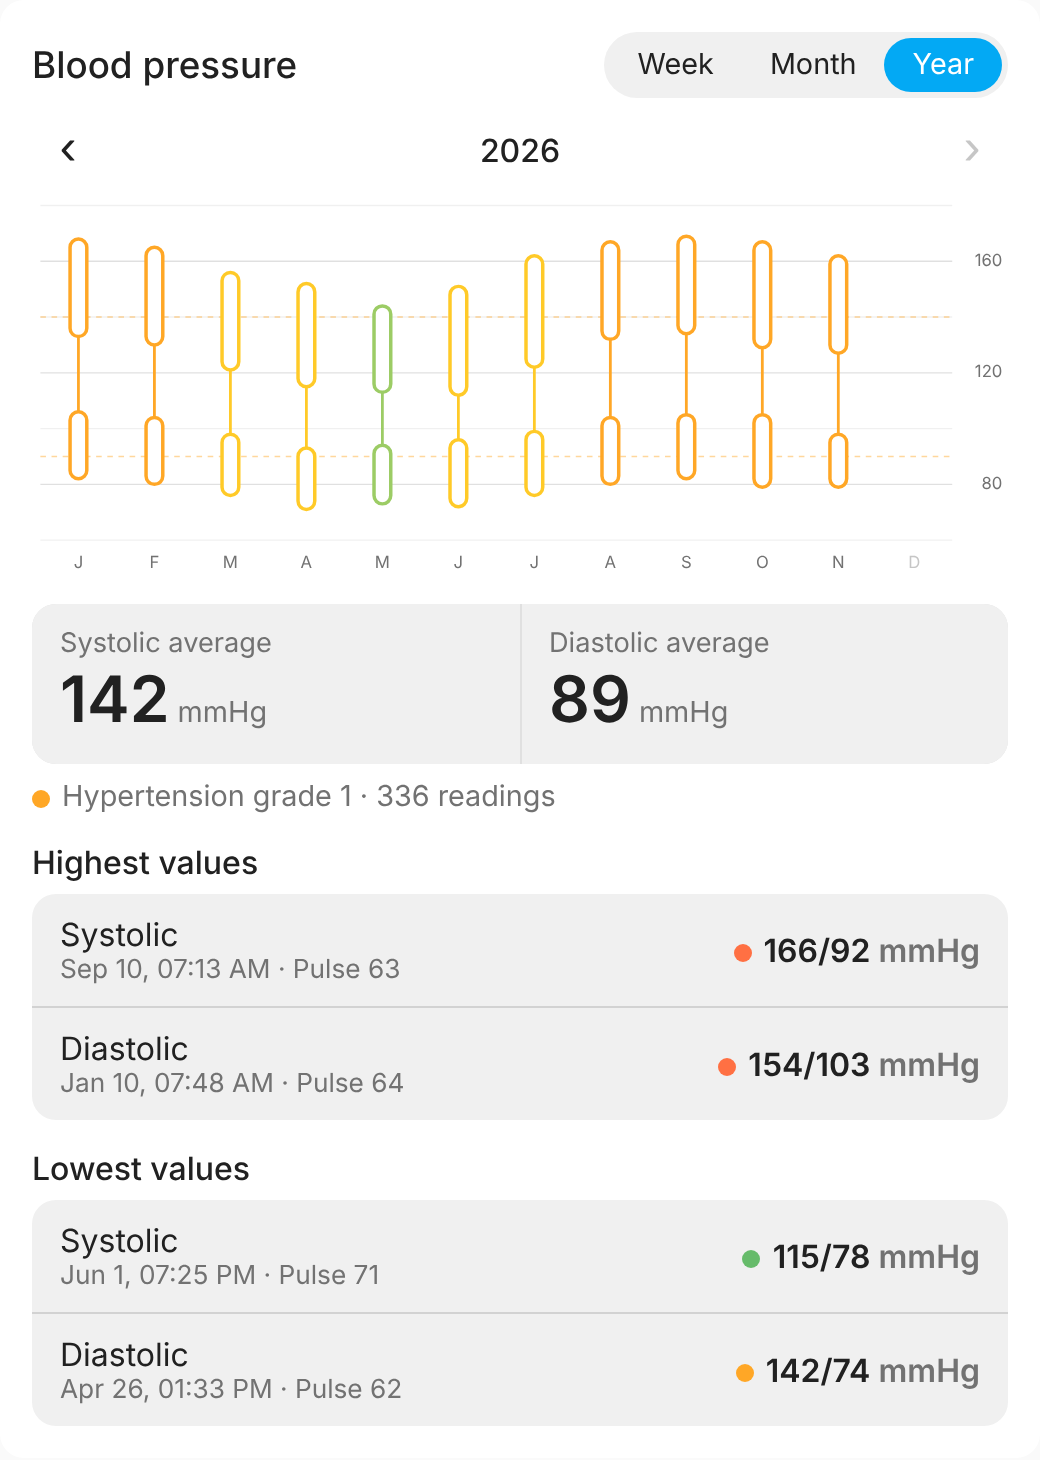 Blood pressure
Week Month Year
2026
160
120
80
J F M A M J J A S O N D
Systolic average Diastolic average
142 mmHg 89 mmHg
Hypertension grade 1 · 336 readings
Highest values
Systolic
166/92 mmHg
Sep 10, 07:13 AM · Pulse 63
Diastolic
154/103 mmHg
Jan 10, 07:48 AM · Pulse 64
Lowest values
Systolic
115/78 mmHg
Jun 1, 07:25 PM · Pulse 71
Diastolic
142/74 mmHg
Apr 26, 01:33 PM · Pulse 62